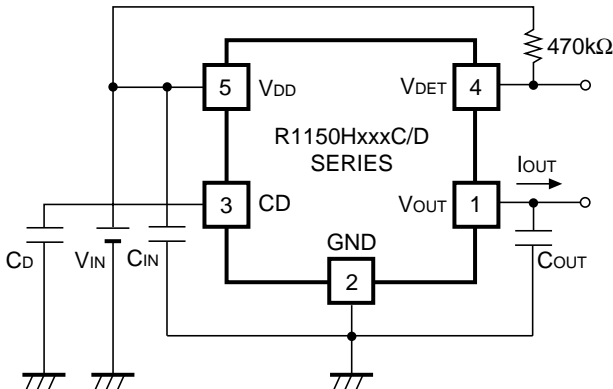 470kΩ
5 VDD VDET 4
R1150HxxxC/D
SERIES
IOUT
3 CD VOUT 1
GND
CD VIN CIN COUT
2